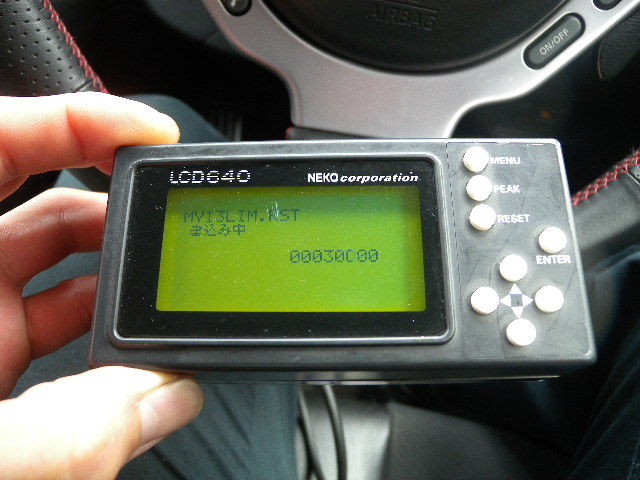 AIRBAG
ON/OFF
LCD640
NEKO corporation
MENU
PEAK
RESET
ENTER
MY13LIM.RST
書込み中
00030C00